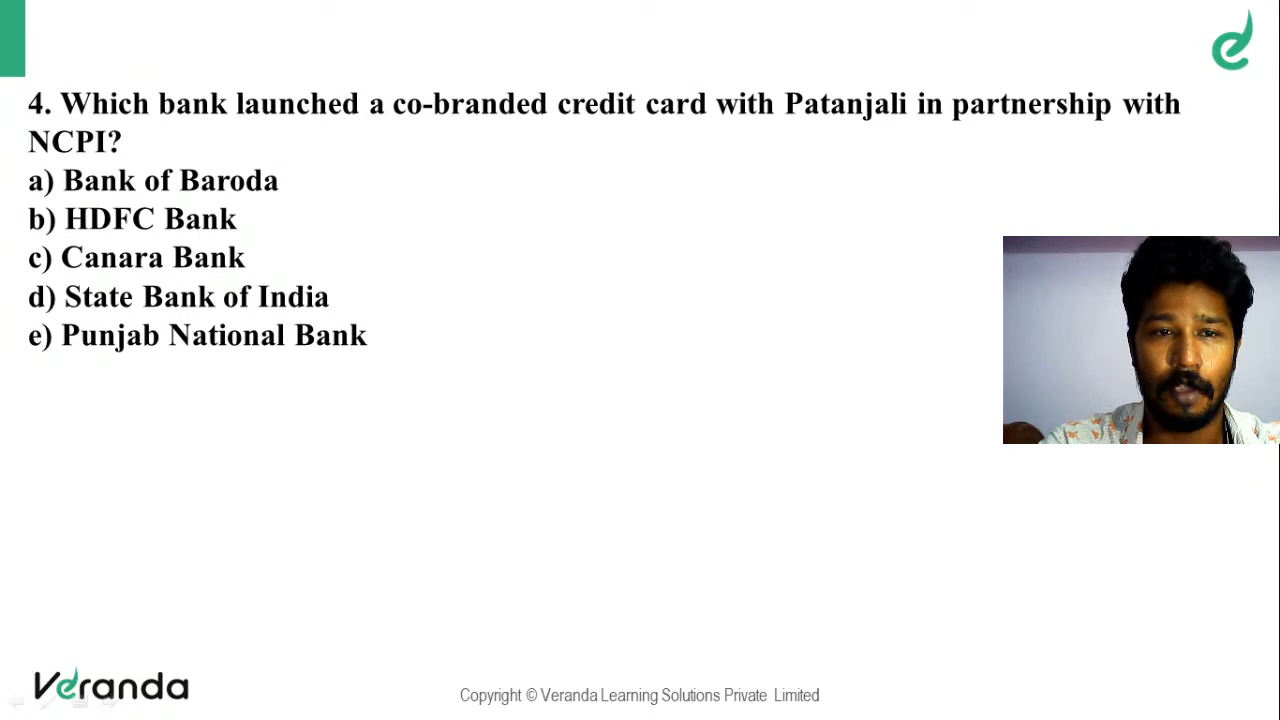 4. Which bank launched a co-branded credit card with Patanjali in partnership with
NCPI?
a) Bank of Baroda
b) HDFC Bank
c) Canara Bank
d) State Bank of India
e) Punjab National Bank
Veranda
Copyright © Veranda Learning Solutions Private Limited